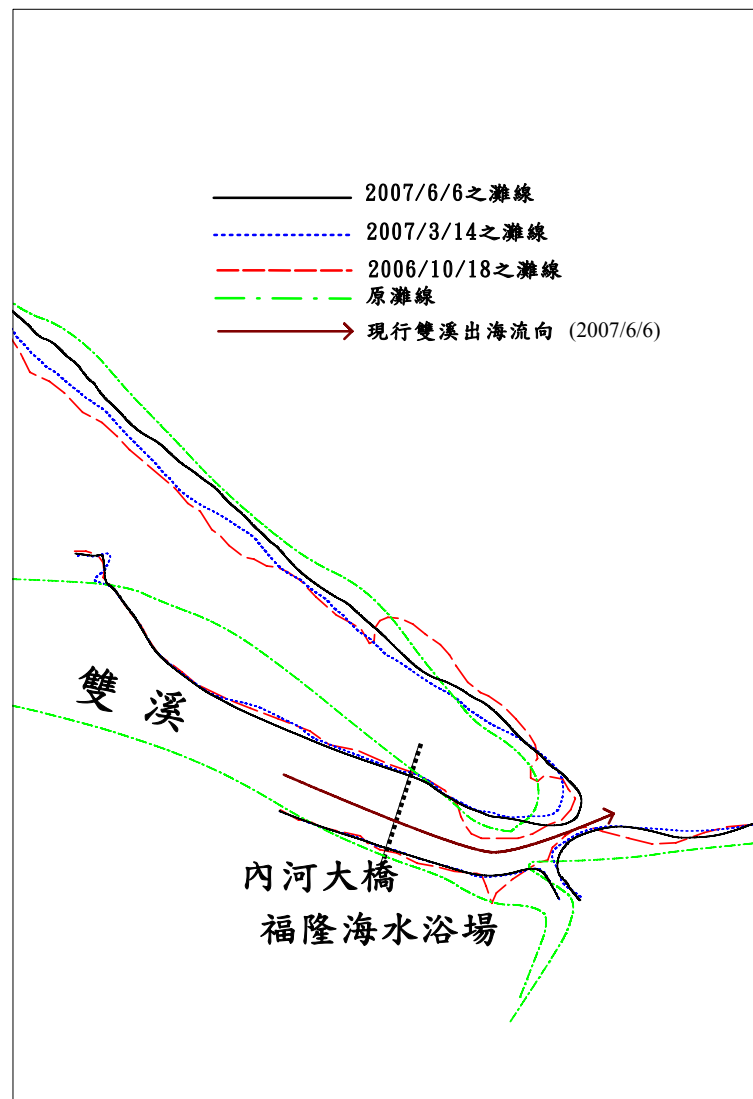 2007/6/6之灘線
2007/3/14之灘線
2006/10/18之灘線
原灘線
現行雙溪出海流向 (2007/6/6)
雙溪
內河大橋
福隆海水浴場